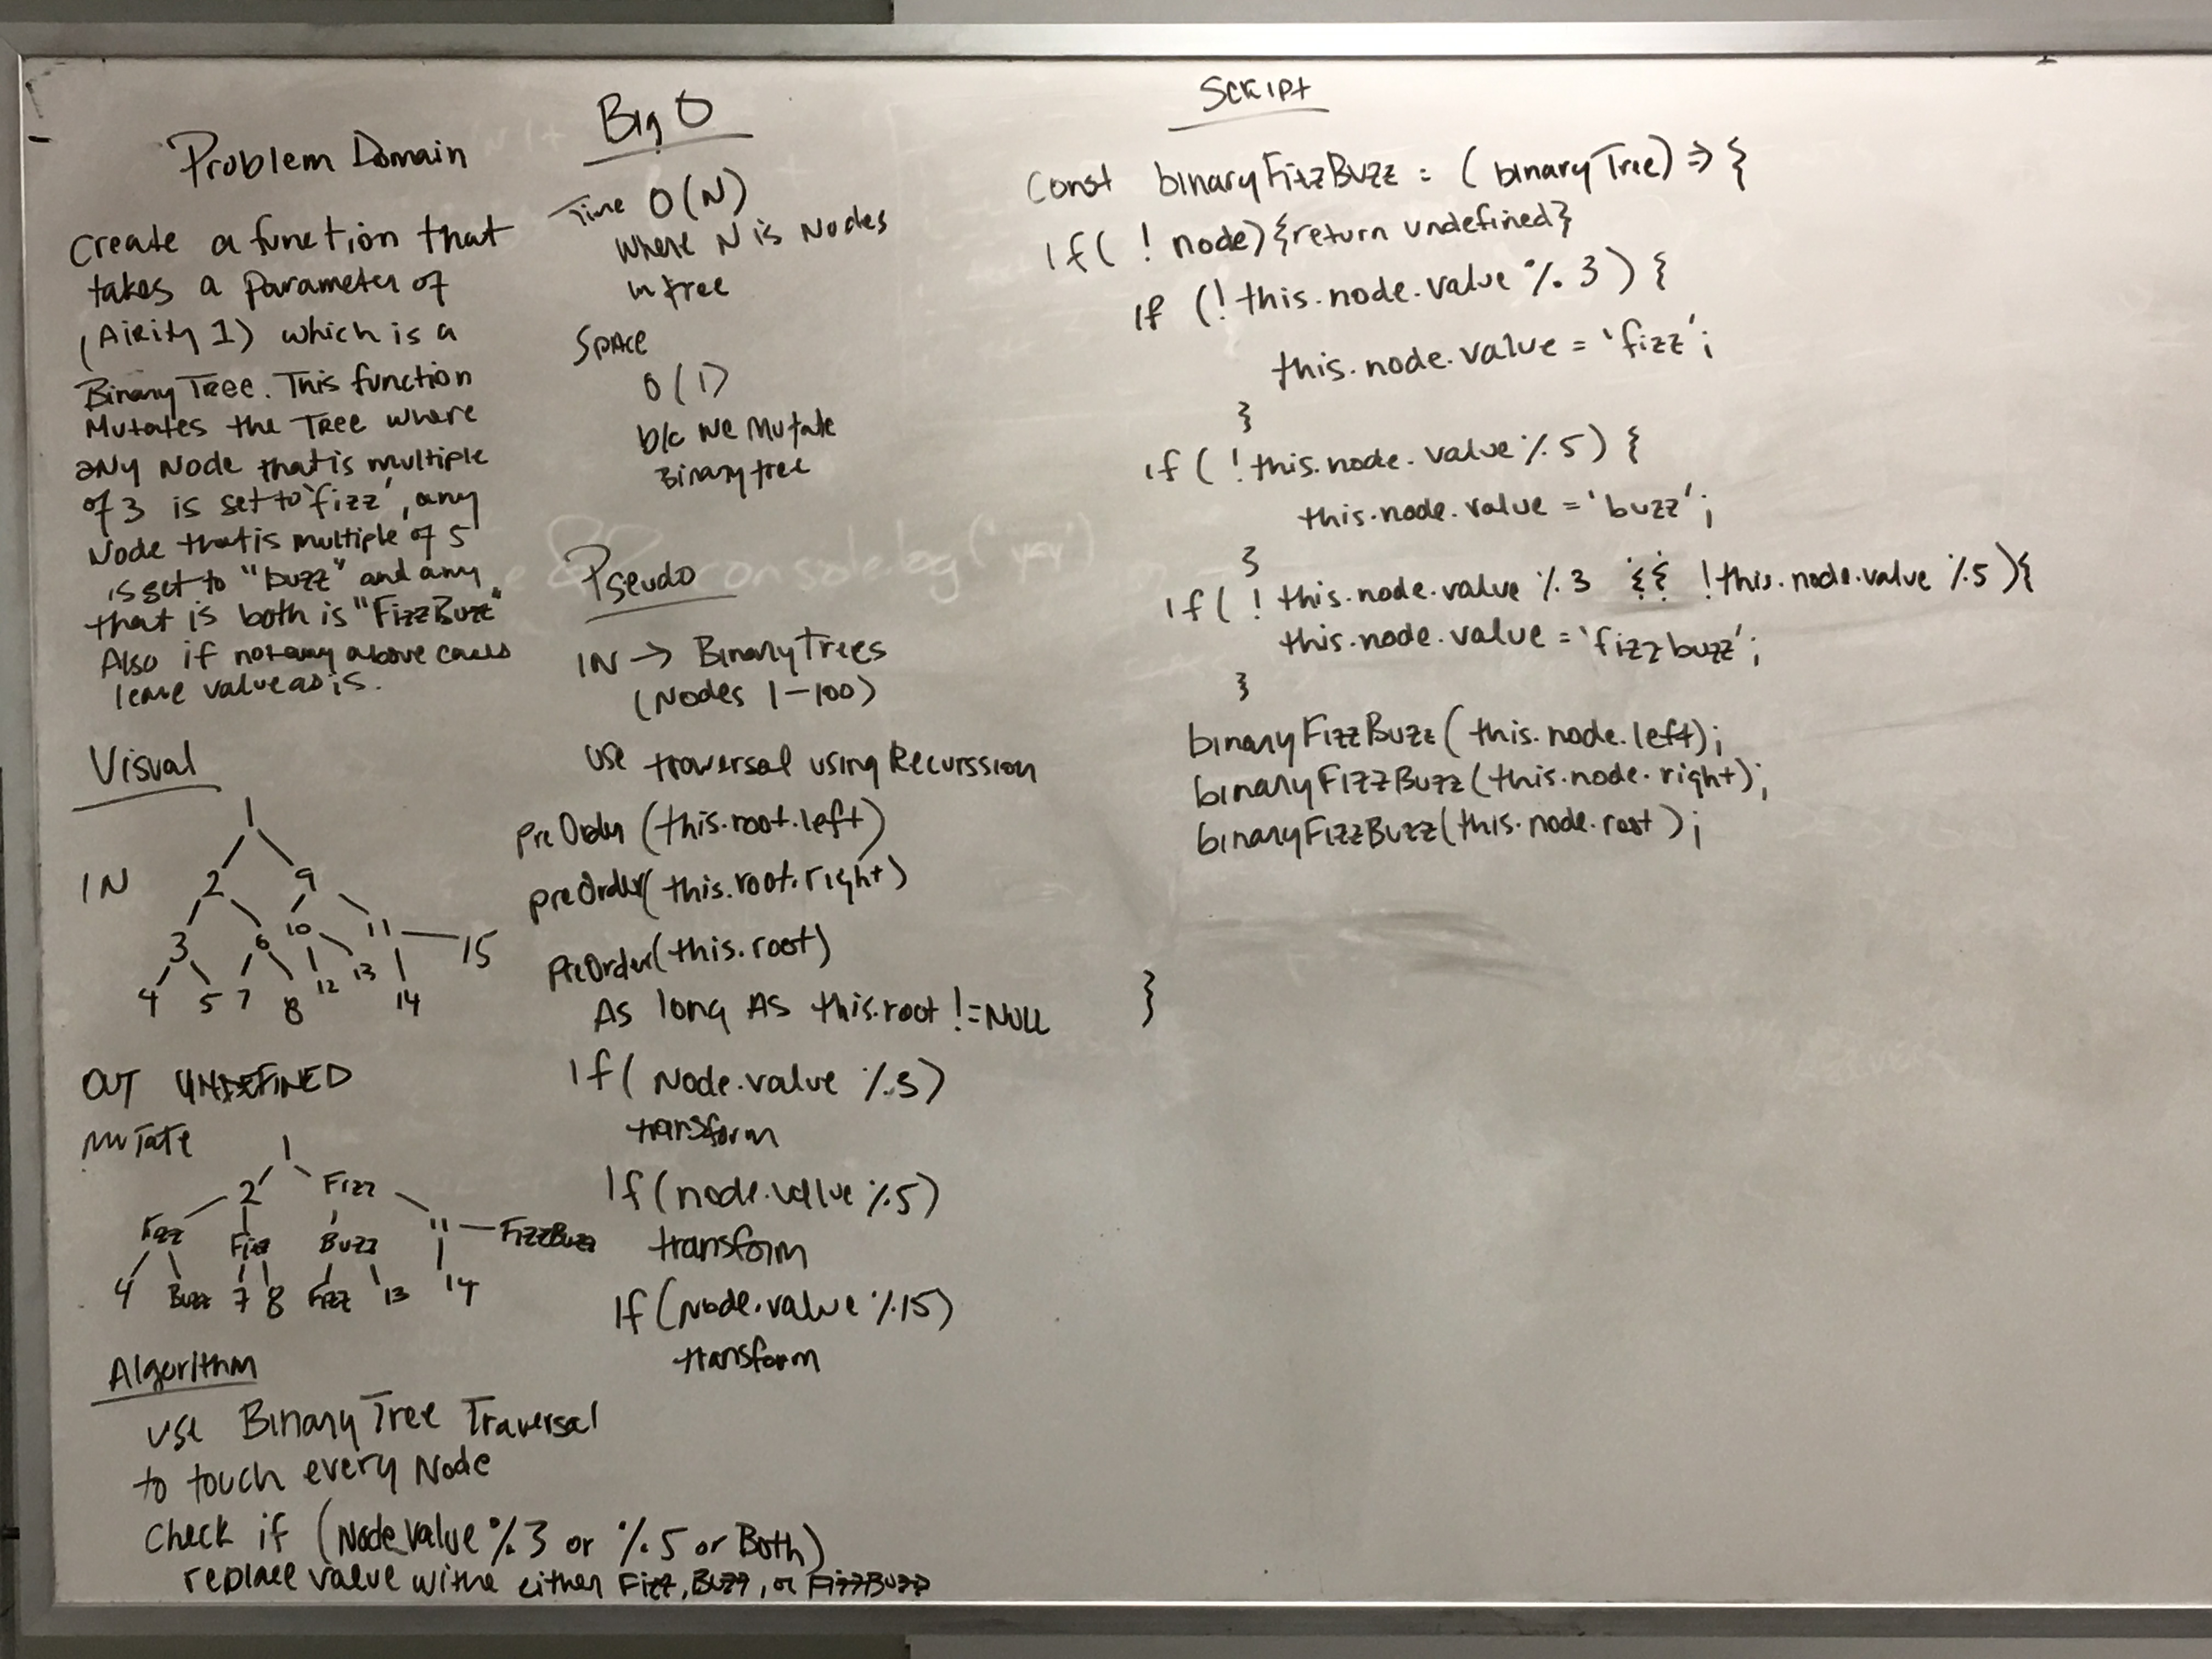 Problem Domain
Create a function that
takes a parameter of
(Airity 1) which is a
Binary Tree. This function
Mutates the Tree where
any Node that is multiple
of 3 is set to 'fizz', any
Node that is multiple of 5
is set to "buzz" and any
that is both is "FizzBuzz"
Also if not any above cases
leave value as is.
Visual
IN
1
2 9
3 6 10 11 15
4 5 7 8 12 13 14
OUT UNDEFINED
Mutate
1
2 Fizz
Fizz Fizz Buzz 11 FizzBuzz
4 Buzz 7 8 Fizz 13 14
Algorithm
Use Binary Tree Traversal
to touch every Node
Check if (Node.value % 3 or % 5 or Both)
replace value withe either Fizz, Buzz, or FizzBuzz
Big O
Time O(N)
Where N is Nodes
in tree
Space
O(1)
b/c we Mutate
Binary tree
Pseudo
IN → Binary Trees
(Nodes 1-100)
Use traversal using Recurssion
preOrder (this.root.left)
preOrder(this.root.right)
PreOrder(this.root)
As long As this.root != NULL
If( Node.value % 3)
transform
If (node.value % 5)
transform
If (Node.value % 15)
transform
Script
Const binaryFizzBuzz = (binaryTree) => {
If( ! node) {return undefined}
If (! this.node.value % 3 ) {
this.node.value = 'fizz';
}
if ( ! this.node.value % 5 ) {
this.node.value = 'buzz';
}
If( ! this.node.value % 3 && !this.node.value % 5 ){
this.node.value = 'fizzbuzz';
}
binaryFizzBuzz( this.node.left);
binaryFizzBuzz (this.node.right);
binaryFizzBuzz(this.node.root );
}
console.log('yay')